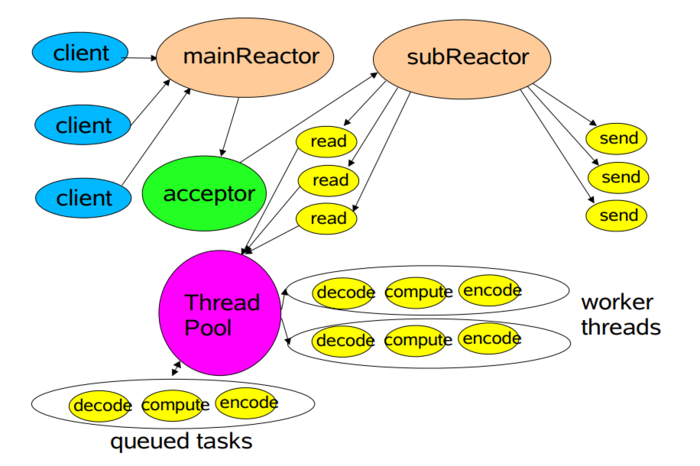 client
mainReactor
subReactor
client
read
send
client
acceptor
read
send
read
send
Thread
Pool
decode
compute
encode
worker
threads
decode
compute
encode
decode
compute
encode
queued tasks